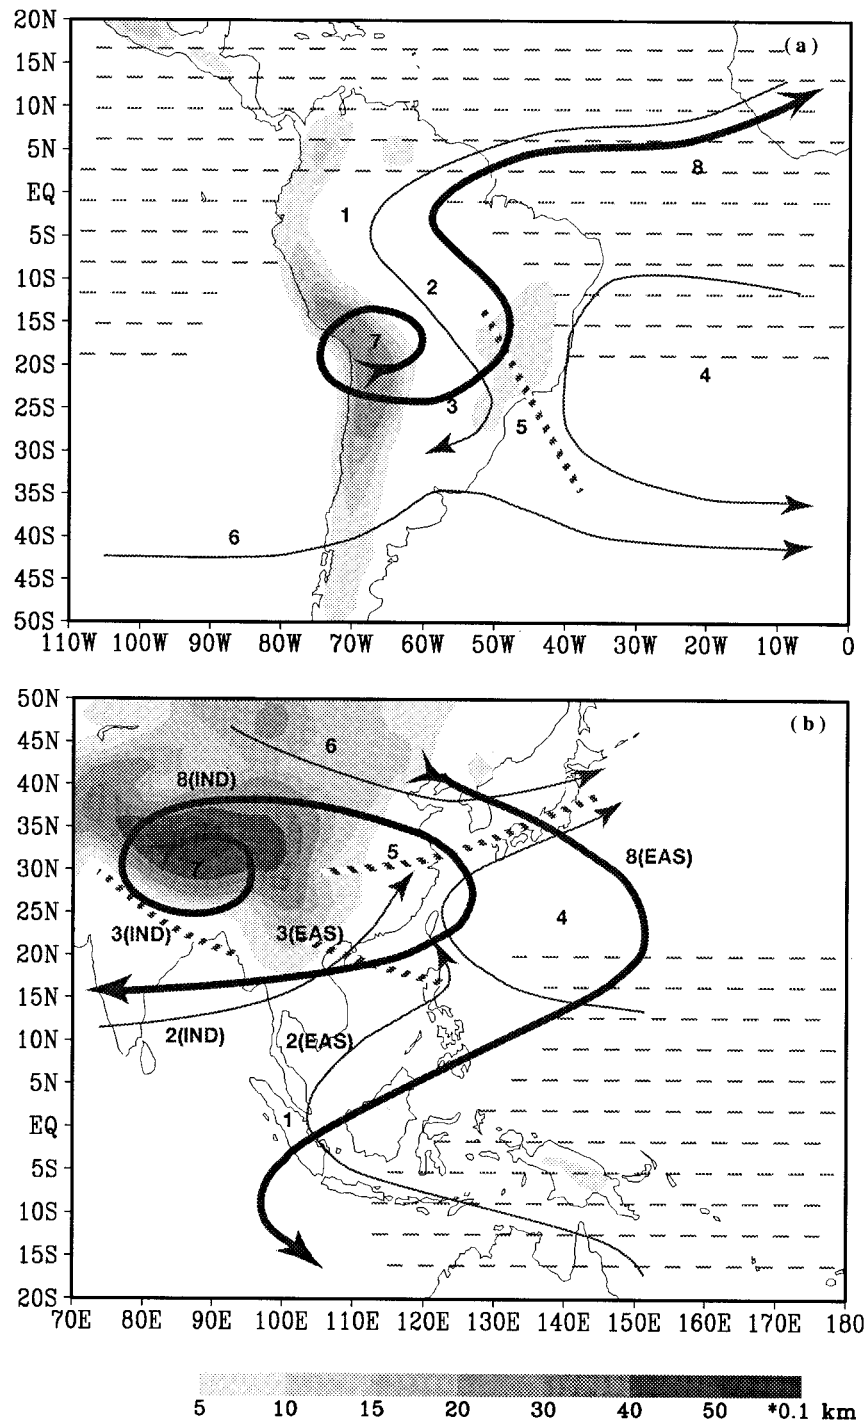 20N
(a)
15N
10N
5N
8
EQ
1
5S
10S
2
15S
7
20S
4
3
25S
5
30S
35S
6
40S
45S
50S
110W 100W 90W 80W 70W 60W 50W 40W 30W 20W 10W 0
50N
(b)
45N
6
40N
8(IND)
35N
5
8(EAS)
30N
7
25N
4
3(IND)
3(EAS)
20N
15N
2(IND)
2(EAS)
10N
5N
EQ
1
5S
10S
15S
20S
70E 80E 90E 100E 110E 120E 130E 140E 150E 160E 170E 180
5 10 15 20 30 40 50 *0.1 km